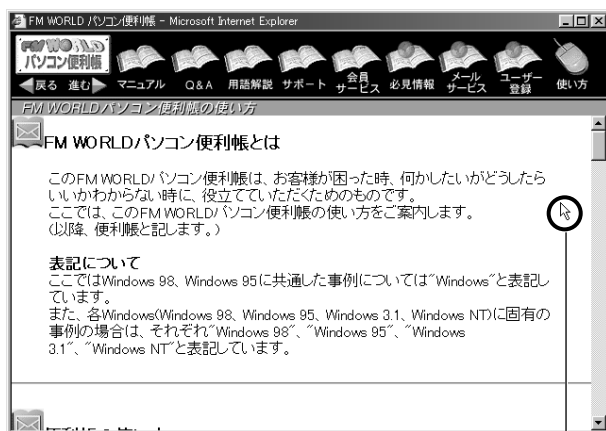 FM WORLD パソコン便利帳 - Microsoft Internet Explorer
FM WORLD
パソコン便利帳
戻る 進む マニュアル Q&A 用語解説 サポート 会員サービス 必見情報 メールサービス ユーザー登録 使い方
FM WORLDパソコン便利帳の使い方
FM WORLDパソコン便利帳とは
このFM WORLDパソコン便利帳は、お客様が困った時、何かしたいがどうしたら
いいかわからない時に、役立てていただくためのものです。
ここでは、このFM WORLDパソコン便利帳の使い方をご案内します。
(以降、便利帳と記します。)
表記について
ここではWindows 98、Windows 95に共通した事例については"Windows"と表記し
ています。
また、各Windows(Windows 98、Windows 95、Windows 3.1、Windows NT)に固有の
事例の場合は、それぞれ"Windows 98"、"Windows 95"、"Windows
3.1"、"Windows NT"と表記しています。